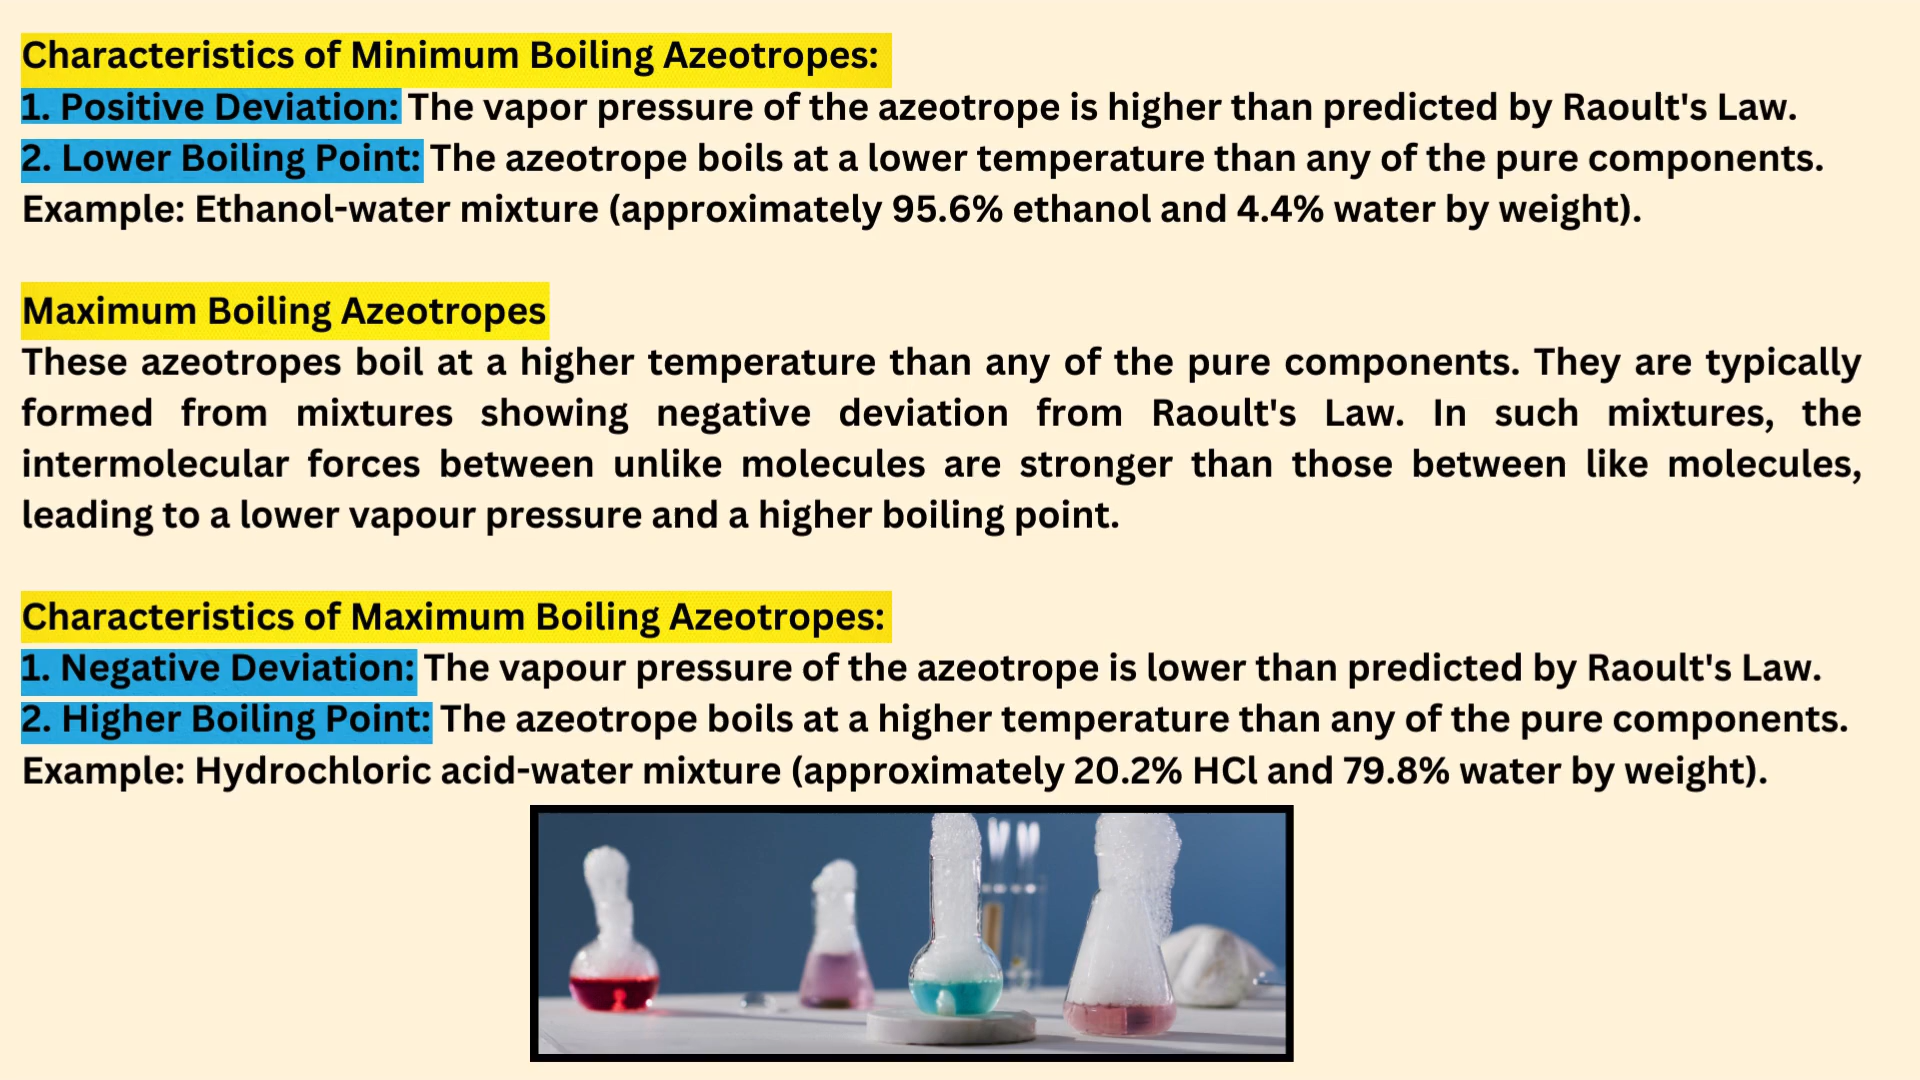 Characteristics of Minimum Boiling Azeotropes:
1. Positive Deviation: The vapor pressure of the azeotrope is higher than predicted by Raoult's Law.
2. Lower Boiling Point: The azeotrope boils at a lower temperature than any of the pure components.
Example: Ethanol-water mixture (approximately 95.6% ethanol and 4.4% water by weight).
Maximum Boiling Azeotropes
These azeotropes boil at a higher temperature than any of the pure components. They are typically
formed from mixtures showing negative deviation from Raoult's Law. In such mixtures, the
intermolecular forces between unlike molecules are stronger than those between like molecules,
leading to a lower vapour pressure and a higher boiling point.
Characteristics of Maximum Boiling Azeotropes:
1. Negative Deviation: The vapour pressure of the azeotrope is lower than predicted by Raoult's Law.
2. Higher Boiling Point: The azeotrope boils at a higher temperature than any of the pure components.
Example: Hydrochloric acid-water mixture (approximately 20.2% HCl and 79.8% water by weight).